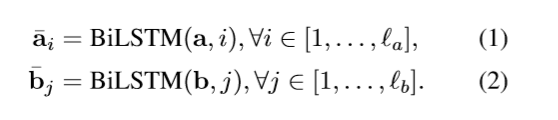 ā_i = BiLSTM(a, i), ∀i ∈ [1, . . . , ℓ_a], (1)
b̄_j = BiLSTM(b, j), ∀j ∈ [1, . . . , ℓ_b]. (2)